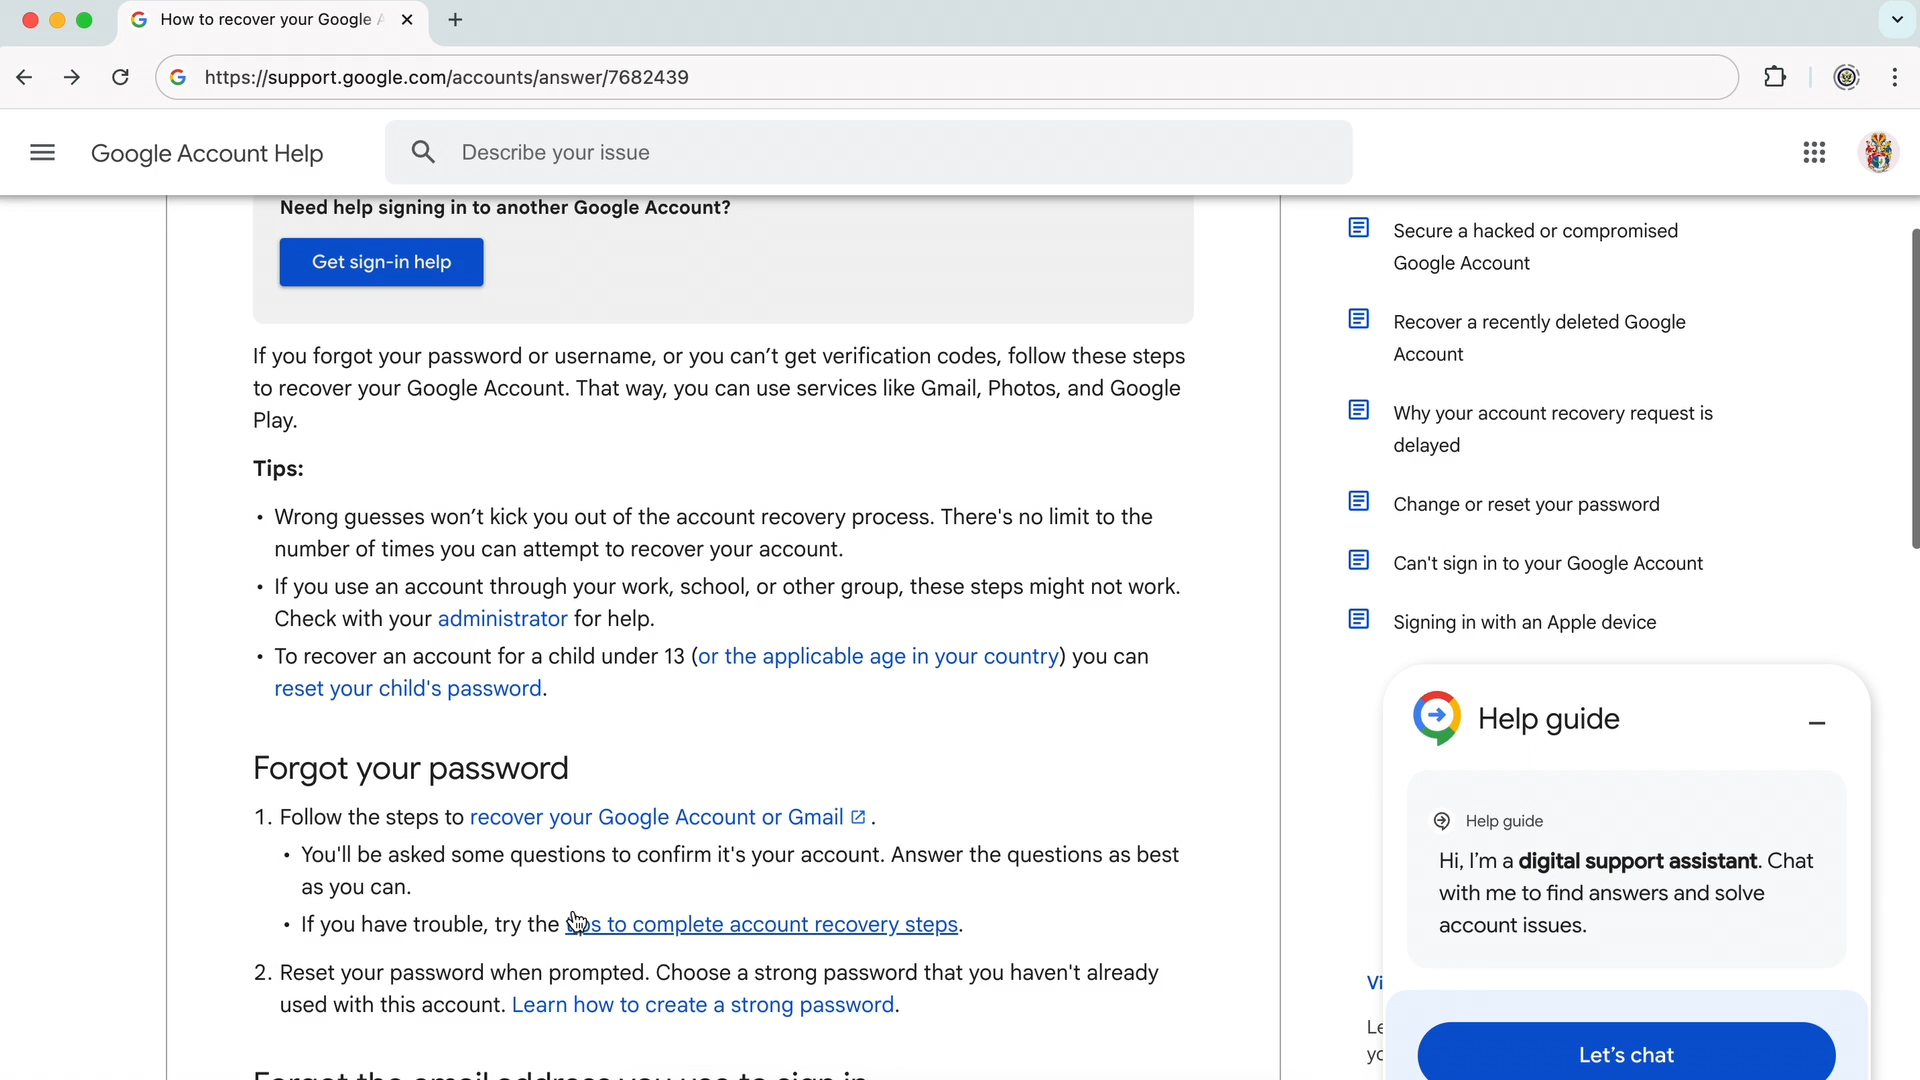 How to recover your Google
https://support.google.com/accounts/answer/7682439
Google Account Help
Describe your issue
Need help signing in to another Google Account?
Get sign-in help
If you forgot your password or username, or you can’t get verification codes, follow these steps
to recover your Google Account. That way, you can use services like Gmail, Photos, and Google
Play.
Tips:
• Wrong guesses won’t kick you out of the account recovery process. There's no limit to the
number of times you can attempt to recover your account.
• If you use an account through your work, school, or other group, these steps might not work.
Check with your administrator for help.
• To recover an account for a child under 13 (or the applicable age in your country) you can
reset your child's password.
Forgot your password
1. Follow the steps to recover your Google Account or Gmail .
• You'll be asked some questions to confirm it's your account. Answer the questions as best
as you can.
• If you have trouble, try the tips to complete account recovery steps.
2. Reset your password when prompted. Choose a strong password that you haven't already
used with this account. Learn how to create a strong password.
Forgot the email address you use to sign in
Secure a hacked or compromised
Google Account
Recover a recently deleted Google
Account
Why your account recovery request is
delayed
Change or reset your password
Can't sign in to your Google Account
Signing in with an Apple device
Help guide
Help guide
Hi, I’m a digital support assistant. Chat
with me to find answers and solve
account issues.
Let’s chat